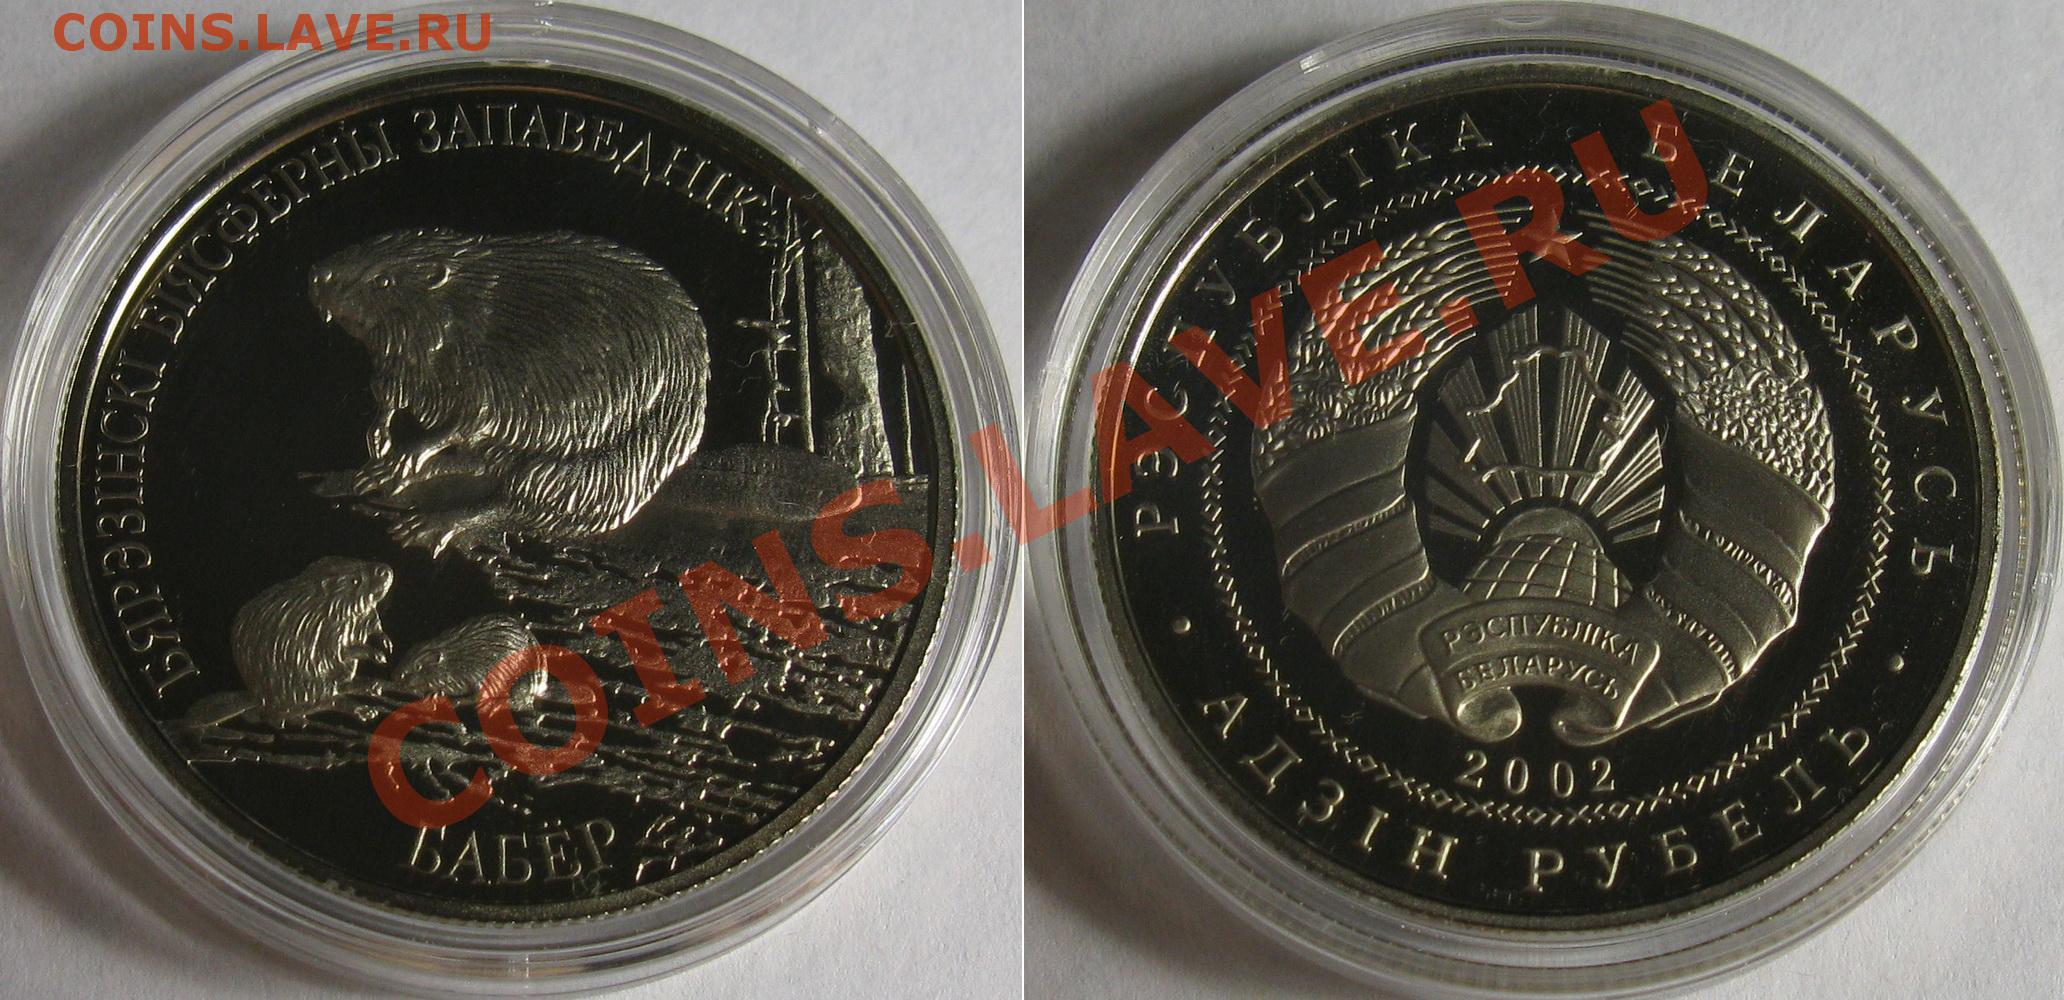 COINS.LAVE.RU
БЯРЭЗІНСКІ БІЯСФЕРНЫ ЗАПАВЕДНІК
БАБЁР
РЭСПУБЛІКА БЕЛАРУСЬ
РЭСПУБЛІКА
БЕЛАРУСЬ
2002
• АДЗІН РУБЕЛЬ •
COINS.LAVE.RU